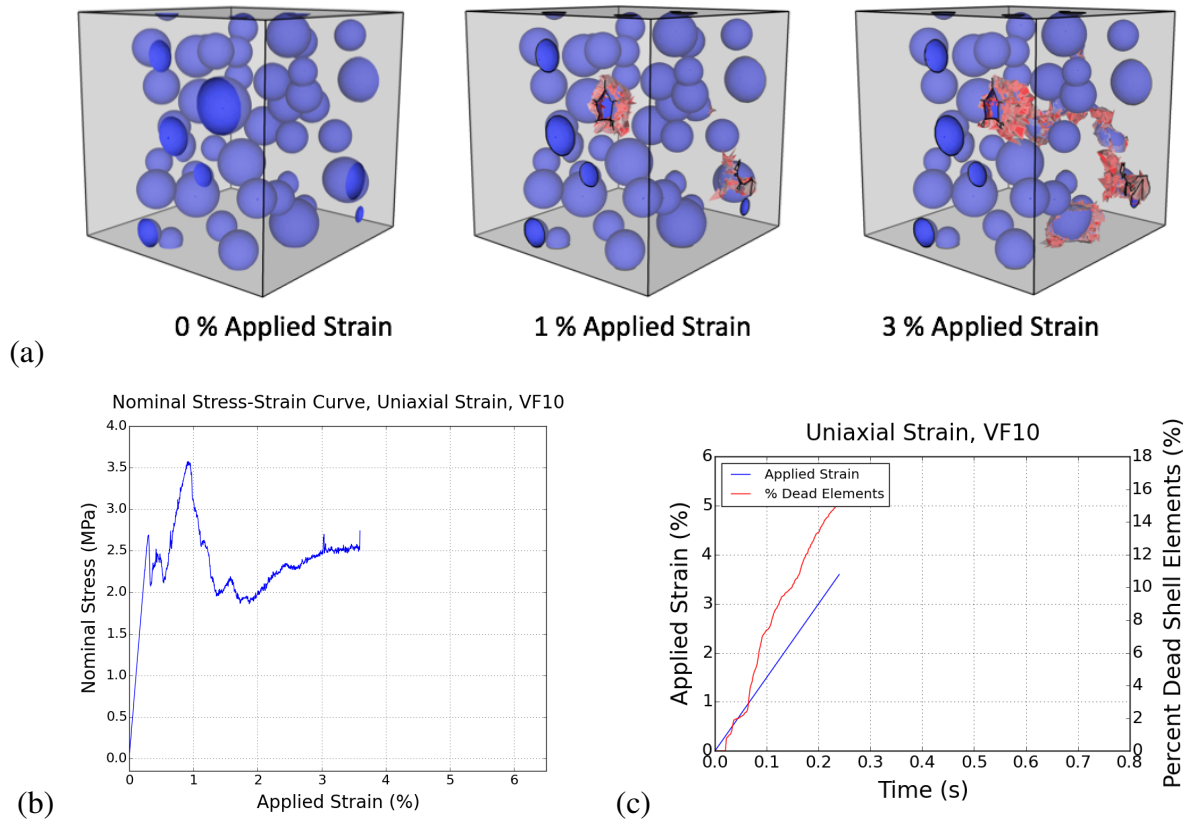 0 % Applied Strain
1 % Applied Strain
3 % Applied Strain
(a)
Nominal Stress-Strain Curve, Uniaxial Strain, VF10
4.0
3.5
3.0
2.5
2.0
1.5
1.0
0.5
0.0
Nominal Stress (MPa)
0 1 2 3 4 5 6
Applied Strain (%)
(b)
Uniaxial Strain, VF10
Applied Strain
% Dead Elements
6
5
4
3
2
1
0
Applied Strain (%)
18
16
14
12
10
8
6
4
2
0
Percent Dead Shell Elements (%)
0.0 0.1 0.2 0.3 0.4 0.5 0.6 0.7 0.8
Time (s)
(c)